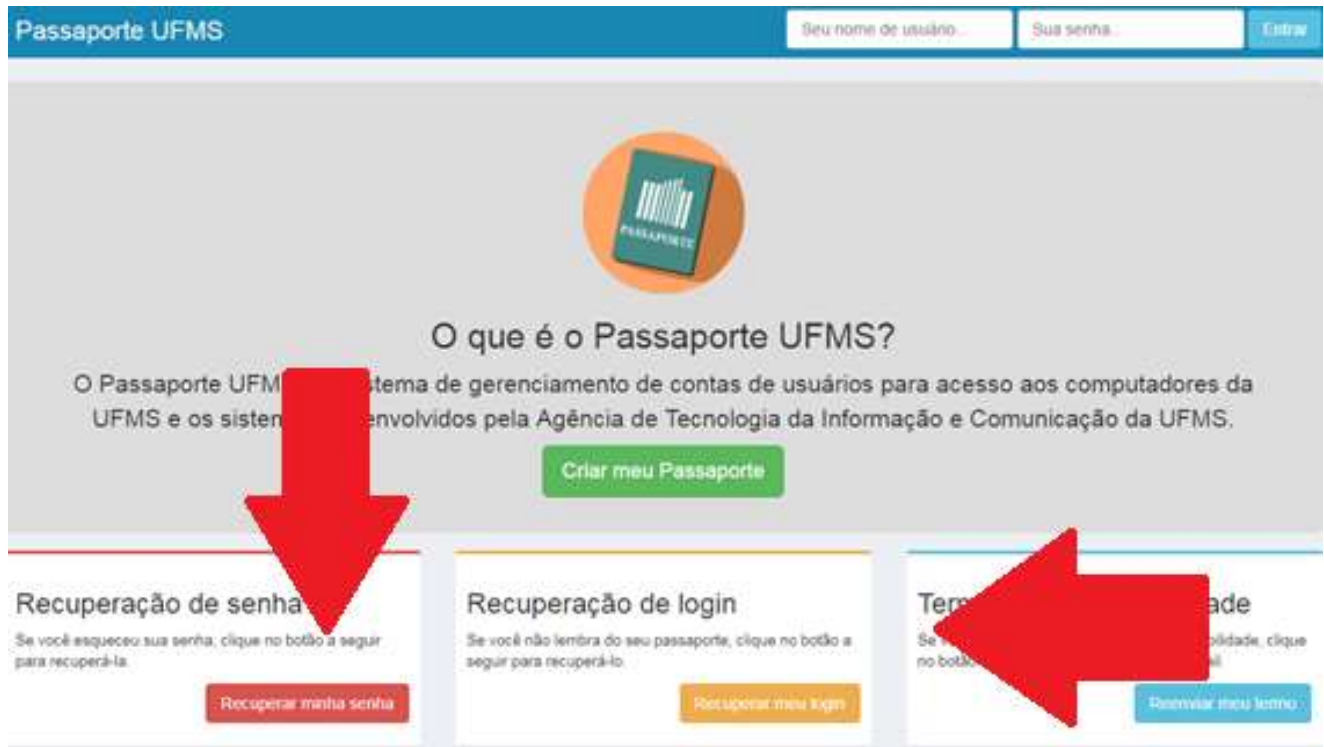 Passaporte UFMS
Seu nome de usuário...
Sua senha...
Entrar
PASSAPORTE
O que é o Passaporte UFMS?
O Passaporte UFM tema de gerenciamento de contas de usuários para acesso aos computadores da
UFMS e os sistem envolvidos pela Agência de Tecnologia da Informação e Comunicação da UFMS.
Criar meu Passaporte
Recuperação de senha
Se você esqueceu sua senha, clique no botão a seguir
para recuperá-la.
Recuperar minha senha
Recuperação de login
Se você não lembra do seu passaporte, clique no botão a
seguir para recuperá-lo.
Recuperar meu login
Ter ade
Se clique
no botão
Reenviar meu termo